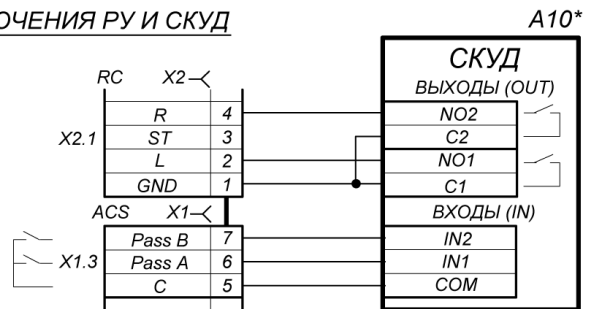 ОЧЕНИЯ РУ И СКУД
A10*
СКУД
ВЫХОДЫ (OUT)
RC X2
X2.1
R 4 NO2
ST 3 C2
L 2 NO1
GND 1 C1
ACS X1 ВХОДЫ (IN)
Pass B 7 IN2
X1.3 Pass A 6 IN1
C 5 COM